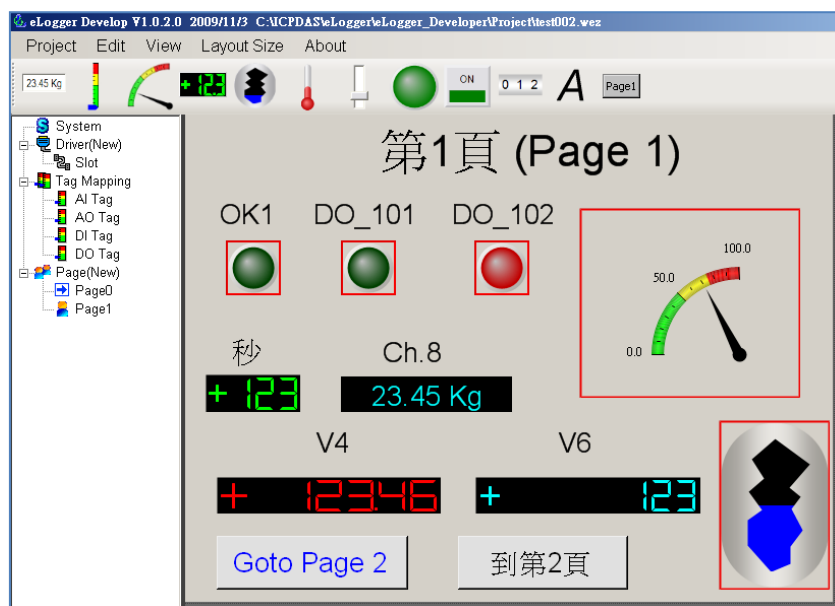 eLogger Develop V1.0.2.0 2009/11/3 C:\ICPDAS\eLogger\eLogger_Developer\Project\test002.wez
Project Edit View Layout Size About
23.45 Kg +12.3 ON 0 1 2 A Page1
System
Driver(New)
Slot
Tag Mapping
AI Tag
AO Tag
DI Tag
DO Tag
Page(New)
Page0
Page1
第1頁 (Page 1)
OK1 DO_101 DO_102
100.0
50.0
0.0
秒 Ch.8
+123 23.45 Kg
V4 V6
+ 123.46 + 123
Goto Page 2 到第2頁